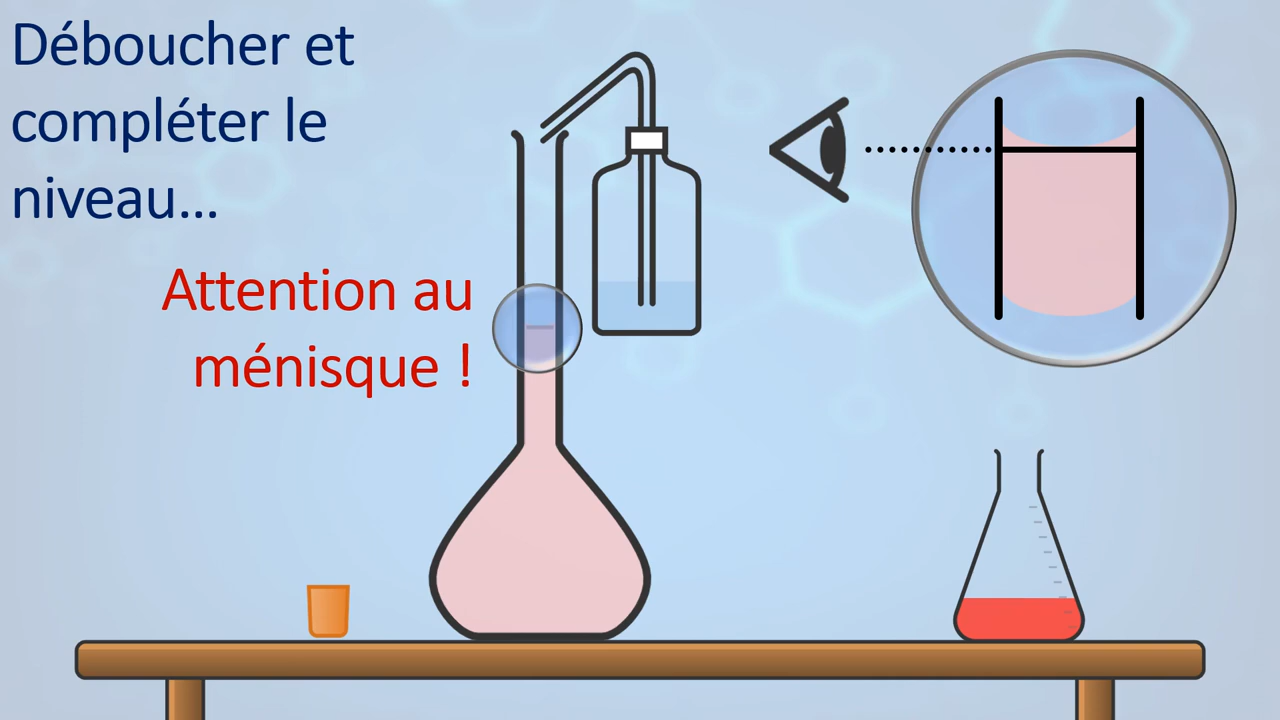 Déboucher et
compléter le
niveau…
Attention au
ménisque !